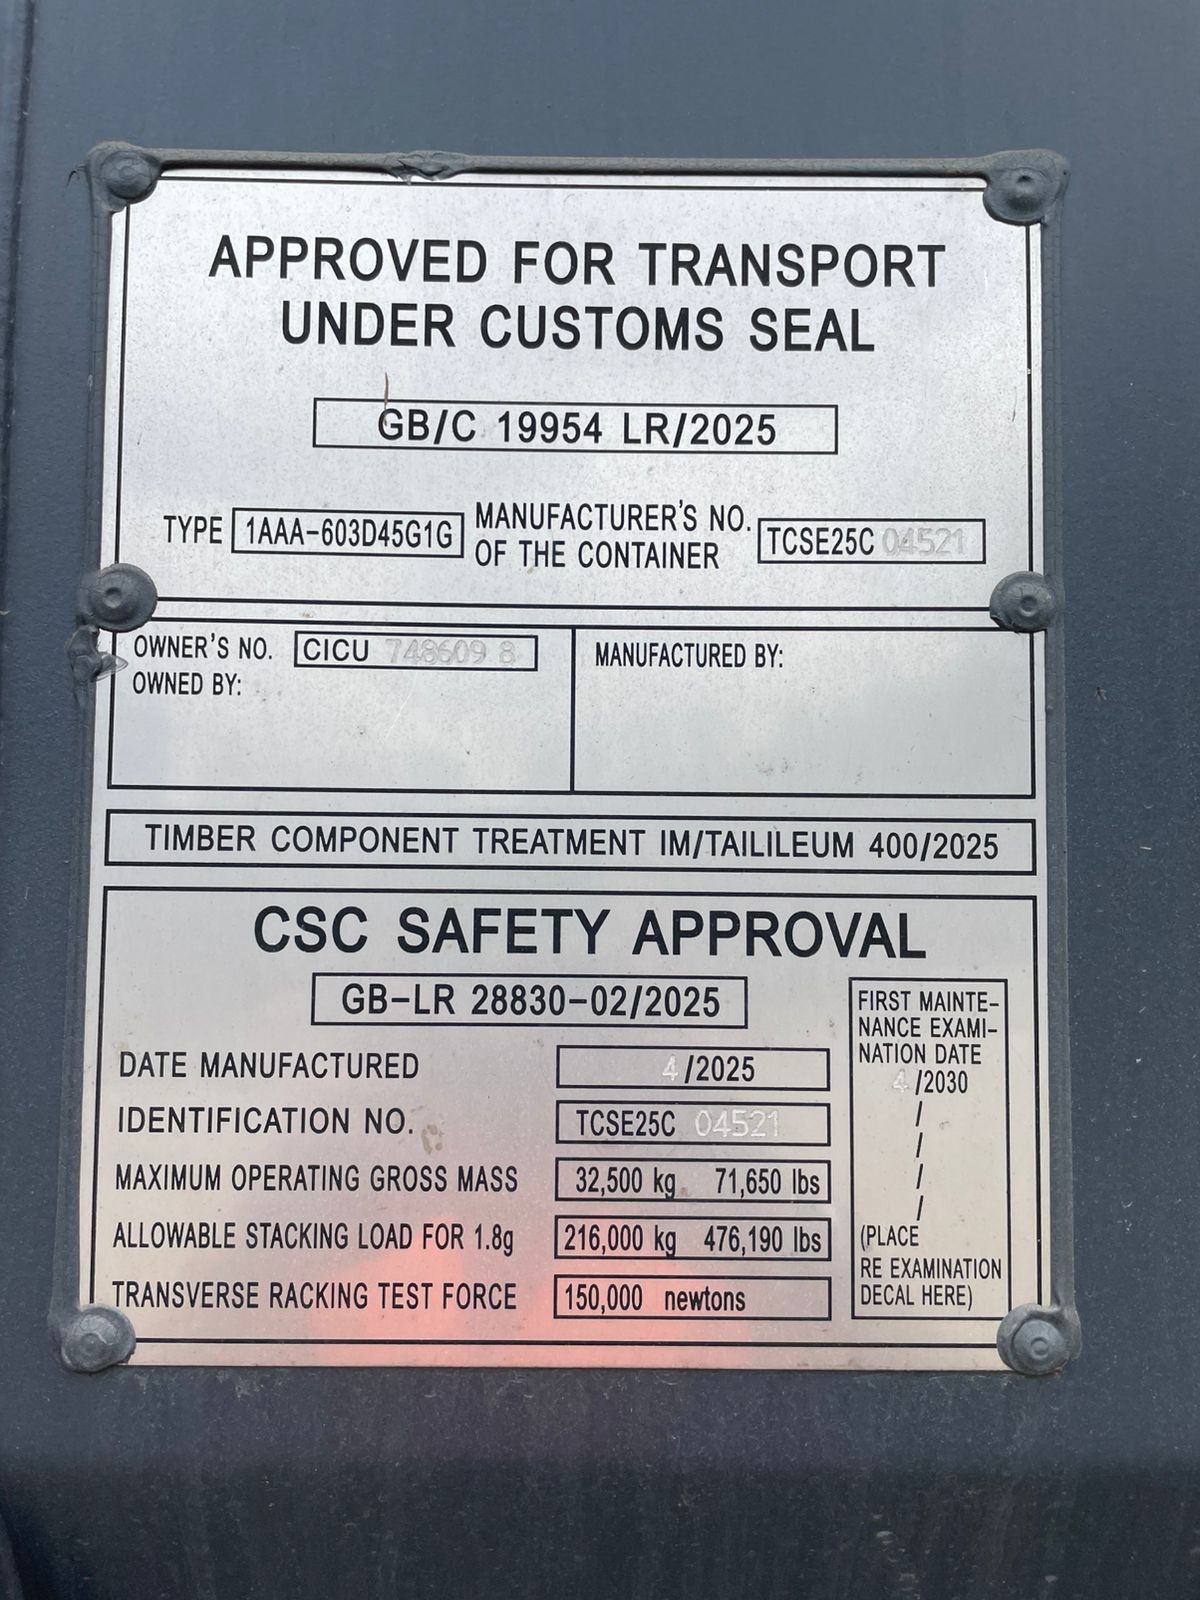 APPROVED FOR TRANSPORT
UNDER CUSTOMS SEAL
GB/C 19954 LR/2025
TYPE 1AAA-603D45G1G
MANUFACTURER'S NO.
OF THE CONTAINER
TCSE25C 04521
OWNER'S NO. CICU 748609 8
OWNED BY:
MANUFACTURED BY:
TIMBER COMPONENT TREATMENT IM/TAILILEUM 400/2025
CSC SAFETY APPROVAL
GB-LR 28830-02/2025
DATE MANUFACTURED 4/2025
IDENTIFICATION NO. TCSE25C 04521
MAXIMUM OPERATING GROSS MASS 32,500 kg 71,650 lbs
ALLOWABLE STACKING LOAD FOR 1.8g 216,000 kg 476,190 lbs
TRANSVERSE RACKING TEST FORCE 150,000 newtons
FIRST MAINTE-
NANCE EXAMI-
NATION DATE
4/2030
/
/
/
/
(PLACE
RE EXAMINATION
DECAL HERE)